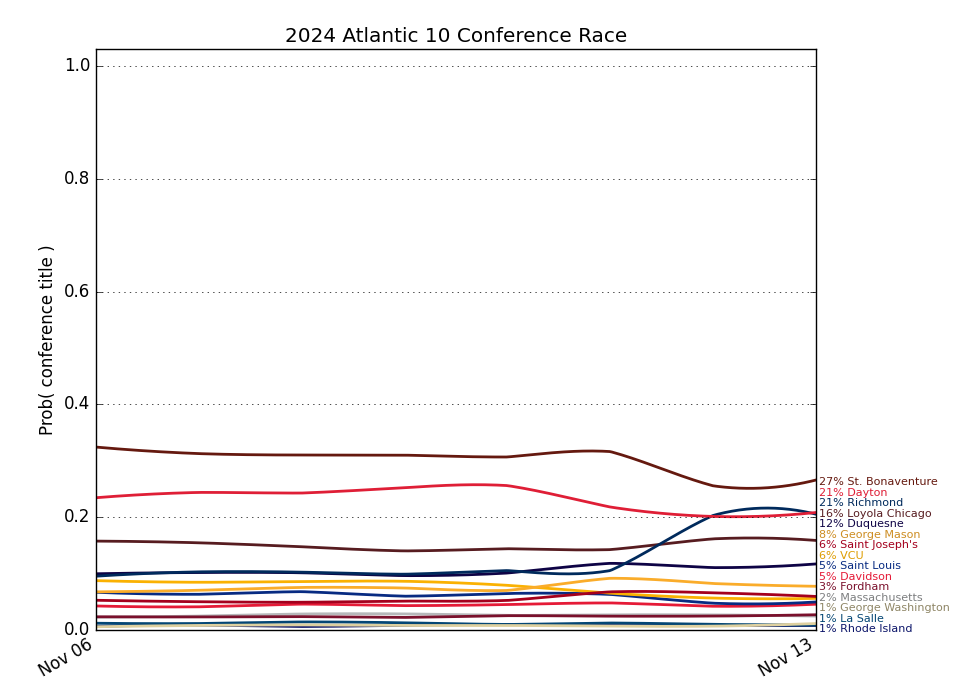 2024 Atlantic 10 Conference Race
Prob( conference title )
1.0
0.8
0.6
0.4
0.2
0.0
Nov 06
Nov 13
27% St. Bonaventure
21% Dayton
21% Richmond
16% Loyola Chicago
12% Duquesne
8% George Mason
6% Saint Joseph's
6% VCU
5% Saint Louis
5% Davidson
3% Fordham
2% Massachusetts
1% George Washington
1% La Salle
1% Rhode Island